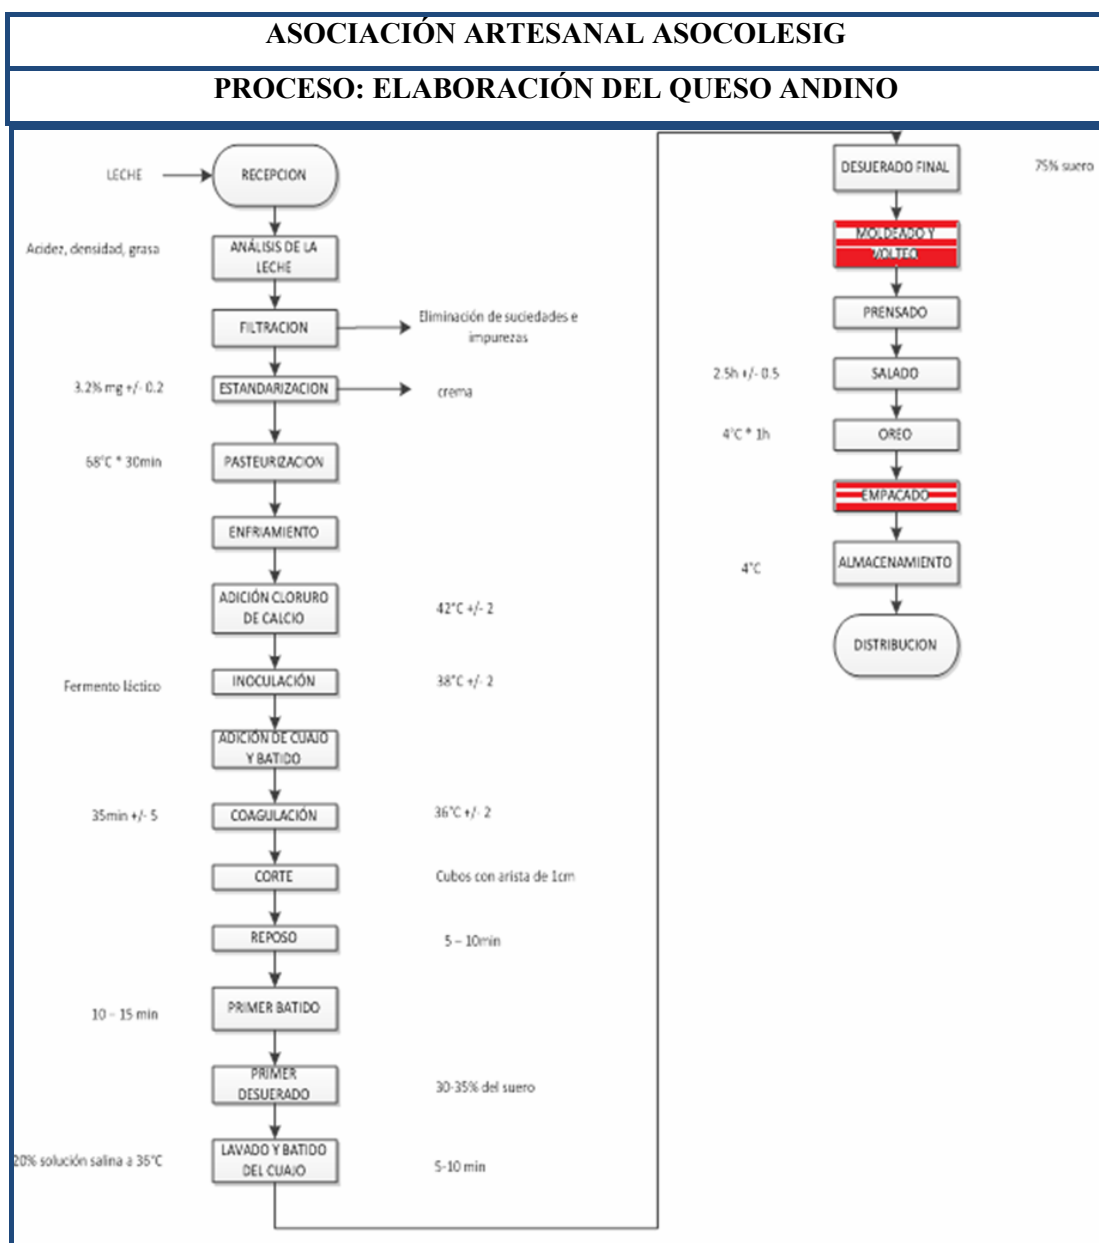 ASOCIACIÓN ARTESANAL ASOCOLESIG
PROCESO: ELABORACIÓN DEL QUESO ANDINO
LECHE
RECEPCION
Acidez, densidad, grasa
ANÁLISIS DE LA
LECHE
FILTRACION
Eliminación de suciedades e
impurezas
3.2% mg +/- 0.2
ESTANDARIZACION
crema
68°C * 30min
PASTEURIZACION
ENFRIAMIENTO
ADICIÓN CLORURO
DE CALCIO
42°C +/- 2
Fermento láctico
INOCULACIÓN
38°C +/- 2
ADICIÓN DE CUAJO
Y BATIDO
35min +/- 5
COAGULACIÓN
36°C +/- 2
CORTE
Cubos con arista de 1cm
REPOSO
5 – 10min
10 – 15 min
PRIMER BATIDO
PRIMER
DESUERADO
30-35% del suero
20% solución salina a 36°C
LAVADO Y BATIDO
DEL CUAJO
5-10 min
DESUERADO FINAL
75% suero
MOLDEADO Y
VOLTEO
PRENSADO
2.5h +/- 0.5
SALADO
4°C * 1h
OREO
EMPACADO
4°C
ALMACENAMIENTO
DISTRIBUCION